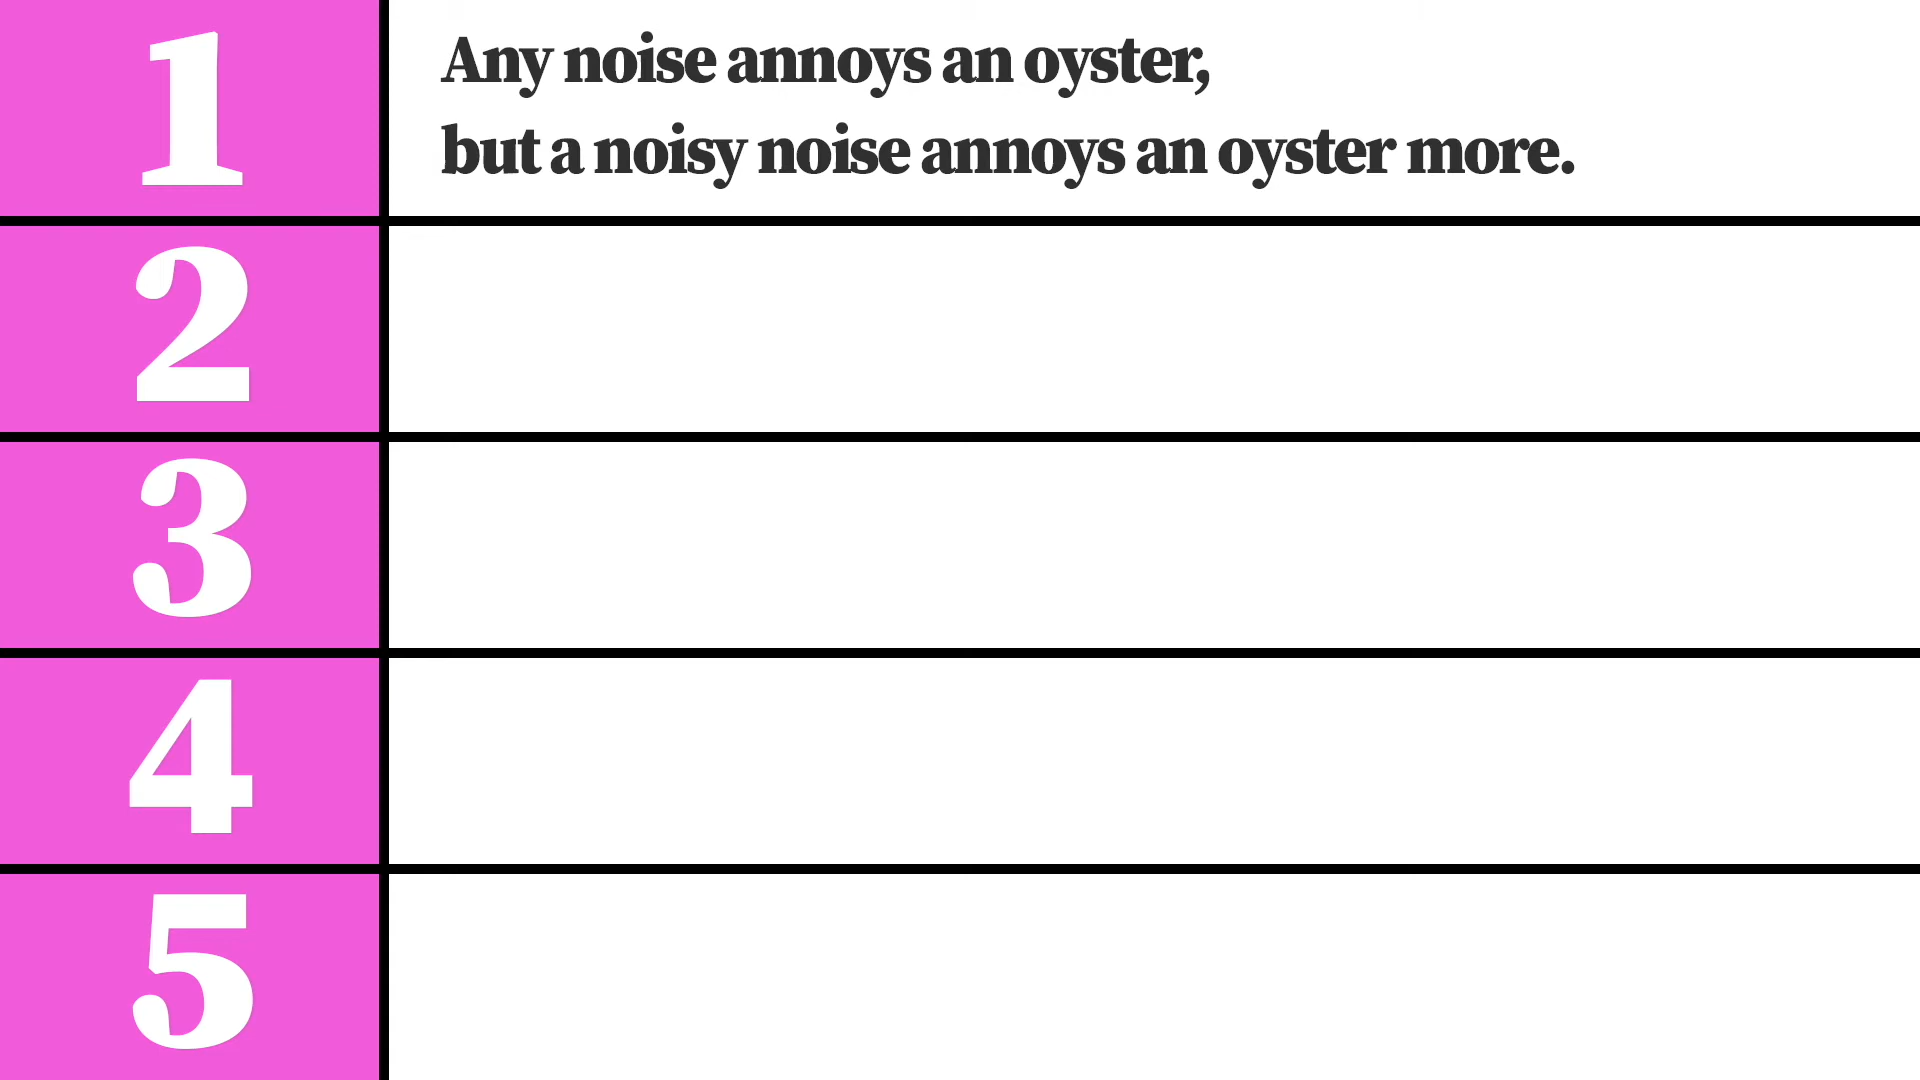 1
Any noise annoys an oyster,
but a noisy noise annoys an oyster more.
2
3
4
5